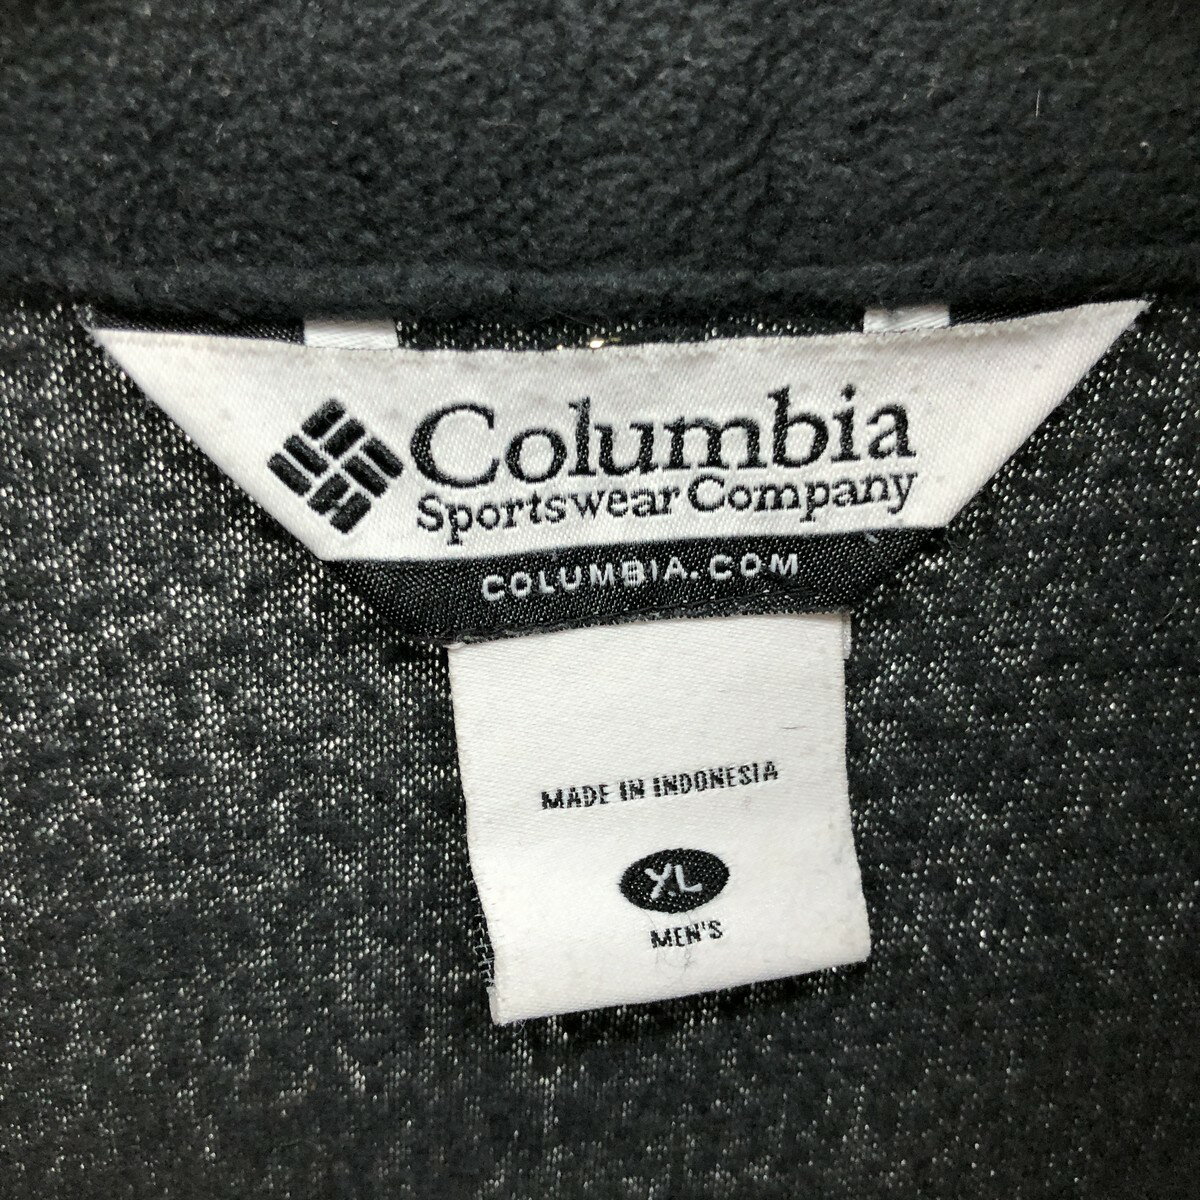 Columbia
Sportswear Company
COLUMBIA.COM
MADE IN INDONESIA
XL
MEN'S